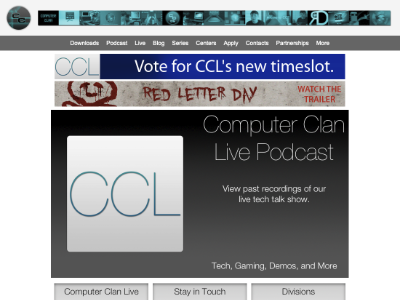 Downloads Podcast Live Blog Series Centers Apply Contacts Partnerships More
CCL Vote for CCL's new timeslot.
RED LETTER DAY WATCH THE
TRAILER
Computer Clan
Live Podcast
CCL
View past recordings of our
live tech talk show.
Tech, Gaming, Demos, and More
Computer Clan Live Stay in Touch Divisions